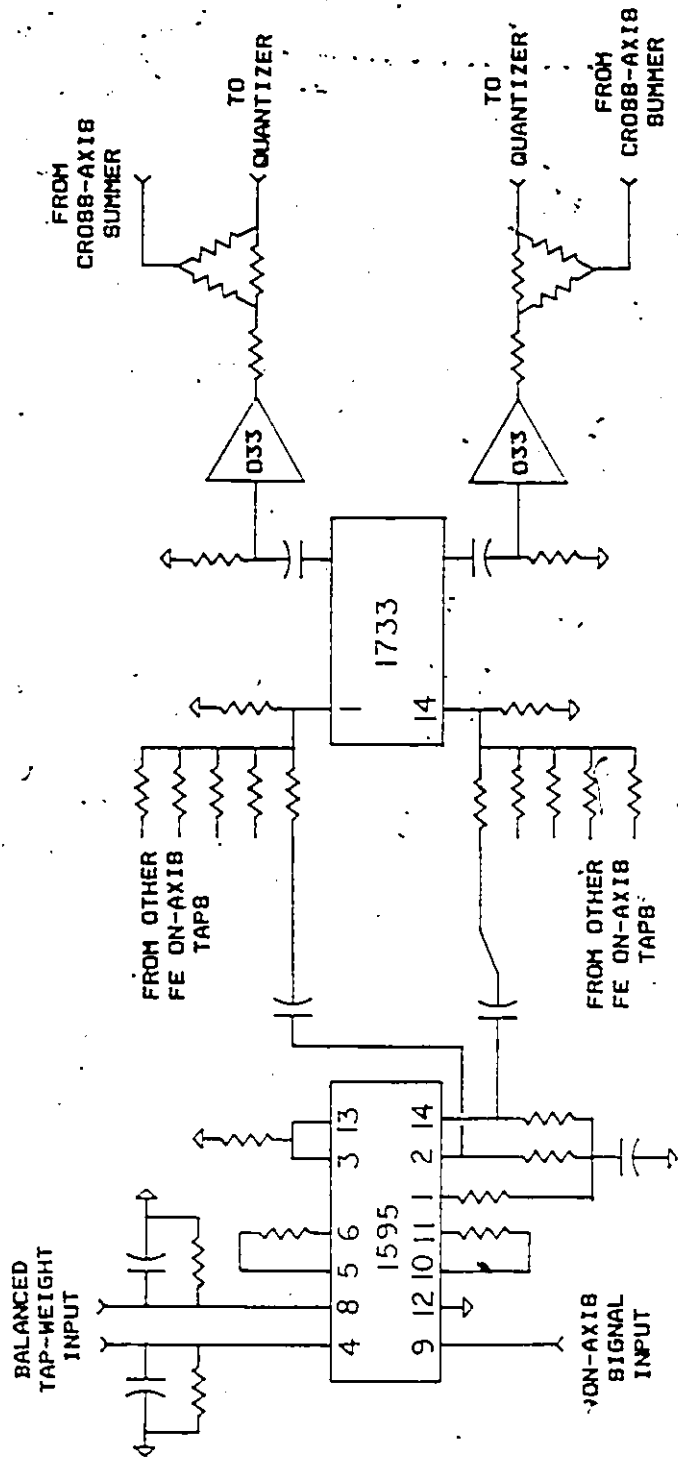 BALANCED
TAP-WEIGHT
INPUT
4 8 5 6 3 13
1595
9 12 10 11 1 2 14
ON-AXIS
SIGNAL
INPUT
FROM OTHER
FE ON-AXIS
TAPS
FROM OTHER
FE ON-AXIS
TAPS
1
1733
14
033
033
FROM
CROSS-AXIS
SUMMER
TO
QUANTIZER
TO
QUANTIZER
FROM
CROSS-AXIS
SUMMER